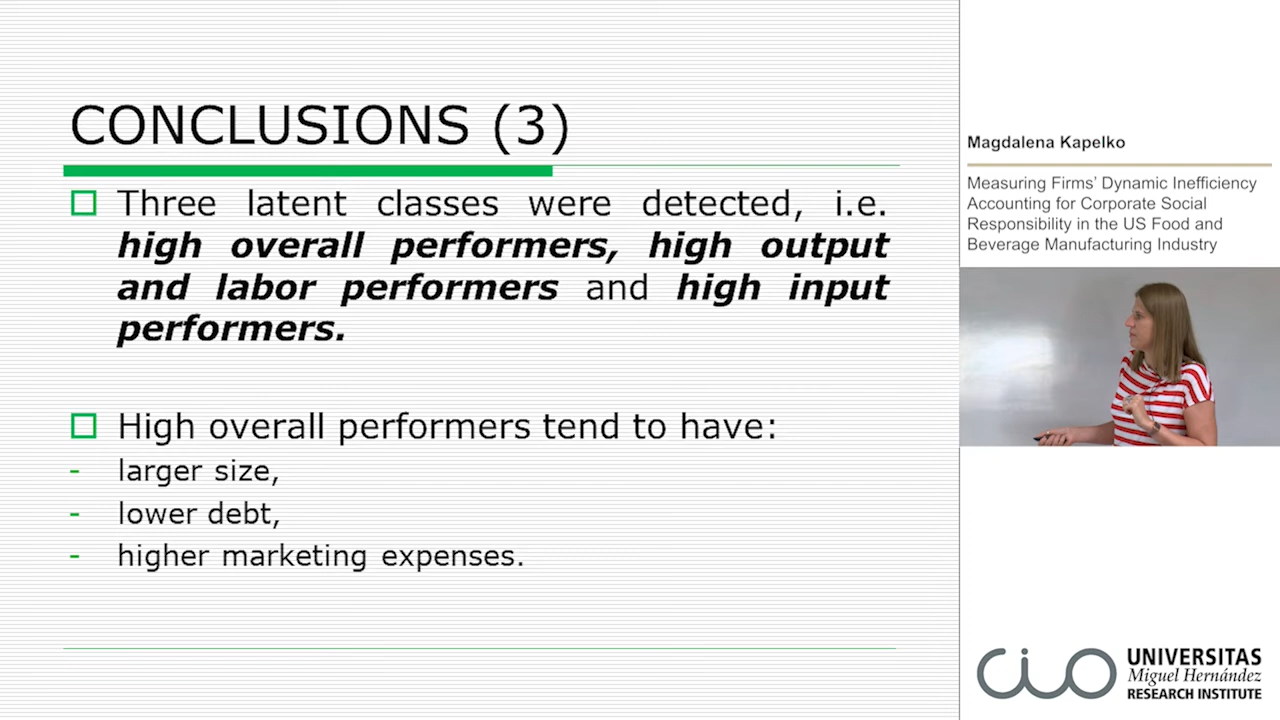 CONCLUSIONS (3)
Three latent classes were detected, i.e.
high overall performers, high output
and labor performers and high input
performers.
High overall performers tend to have:
- larger size,
- lower debt,
- higher marketing expenses.
Magdalena Kapelko
Measuring Firms' Dynamic Inefficiency
Accounting for Corporate Social
Responsibility in the US Food and
Beverage Manufacturing Industry
cio
UNIVERSITAS
Miguel Hernández
RESEARCH INSTITUTE